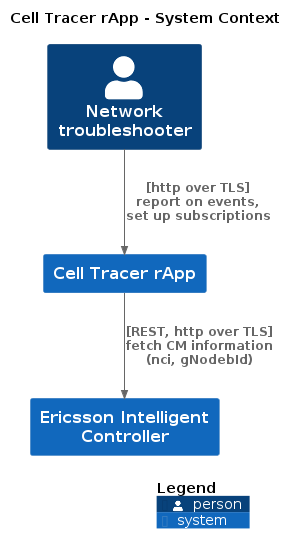 Cell Tracer rApp - System Context
Network
troubleshooter
[http over TLS]
report on events,
set up subscriptions
Cell Tracer rApp
[REST, http over TLS]
fetch CM information
(nci, gNodebId)
Ericsson Intelligent
Controller
Legend
person
system